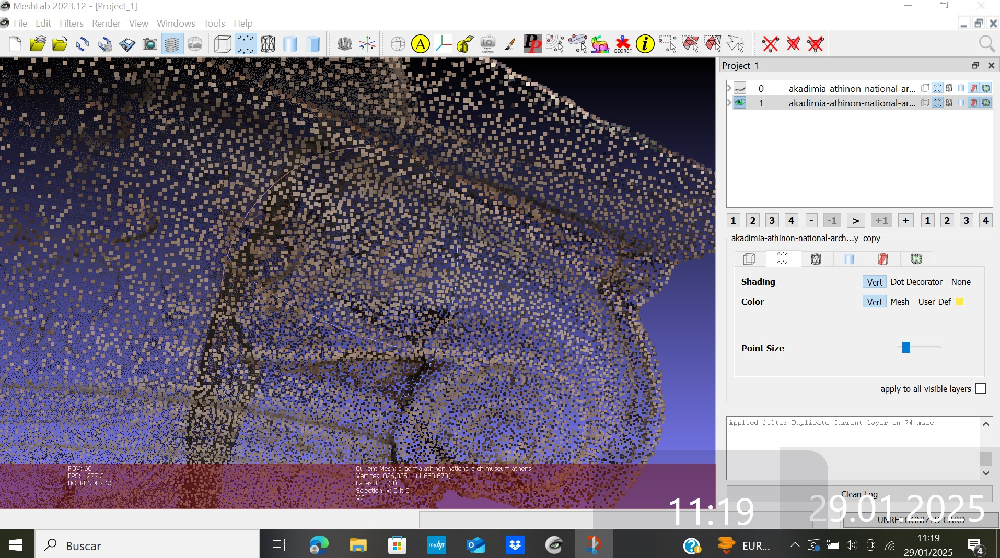 MeshLab 2023.12 - [Project_1]
File Edit Filters Render View Windows Tools Help
A
Raster Alignment
PP
GEOREF
i
Y
Z X
Project_1
0 akadimia-athinon-national-ar...
1 akadimia-athinon-national-ar...
1 2 3 4 - -1 > +1 + 1 2 3 4
akadimia-athinon-national-arch...y_copy
Shading Vert Dot Decorator None
Color Vert Mesh User-Def
Point Size
apply to all visible layers
Applied filter Duplicate Current layer in 74 msec
Clean Log
FOV: 60
FPS: 227.3
BO_RENDERING
Current Mesh: akadimia-athinon-national-arch-museum-athens
Vertices: 826,835 (1,653,670)
Faces: 0 (0)
Selection: v: 0 f: 0
VC
11:19 29.01.2025
UNRECOGNIZED CARD
Buscar
myhp
EUR...
11:19
29/01/2025
4